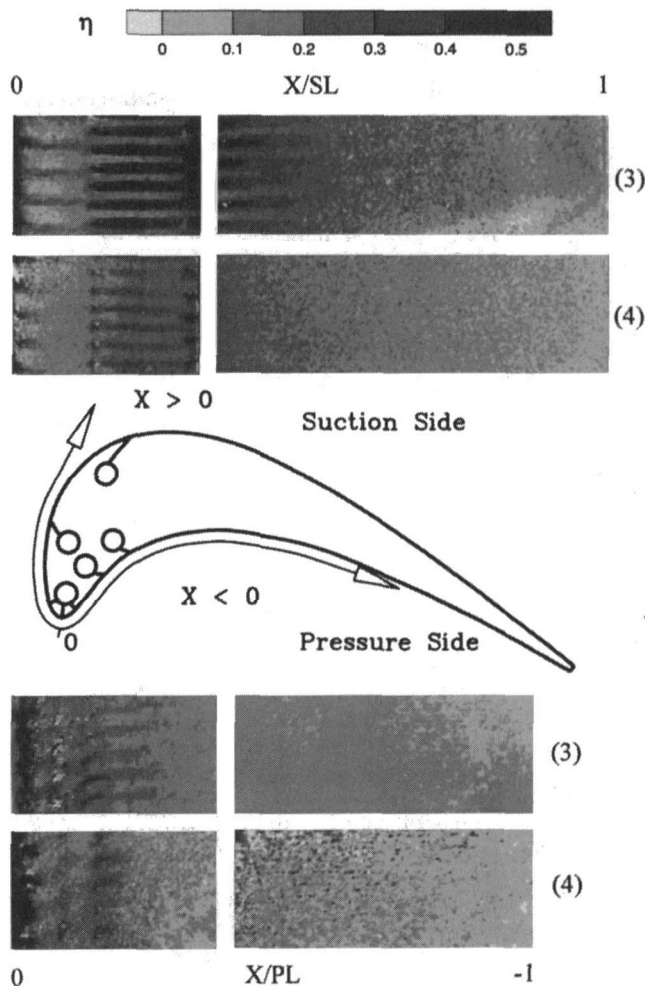 η
0 0.1 0.2 0.3 0.4 0.5
0 X/SL 1
(3)
(4)
X > 0
Suction Side
X < 0
0
Pressure Side
(3)
(4)
0 X/PL -1